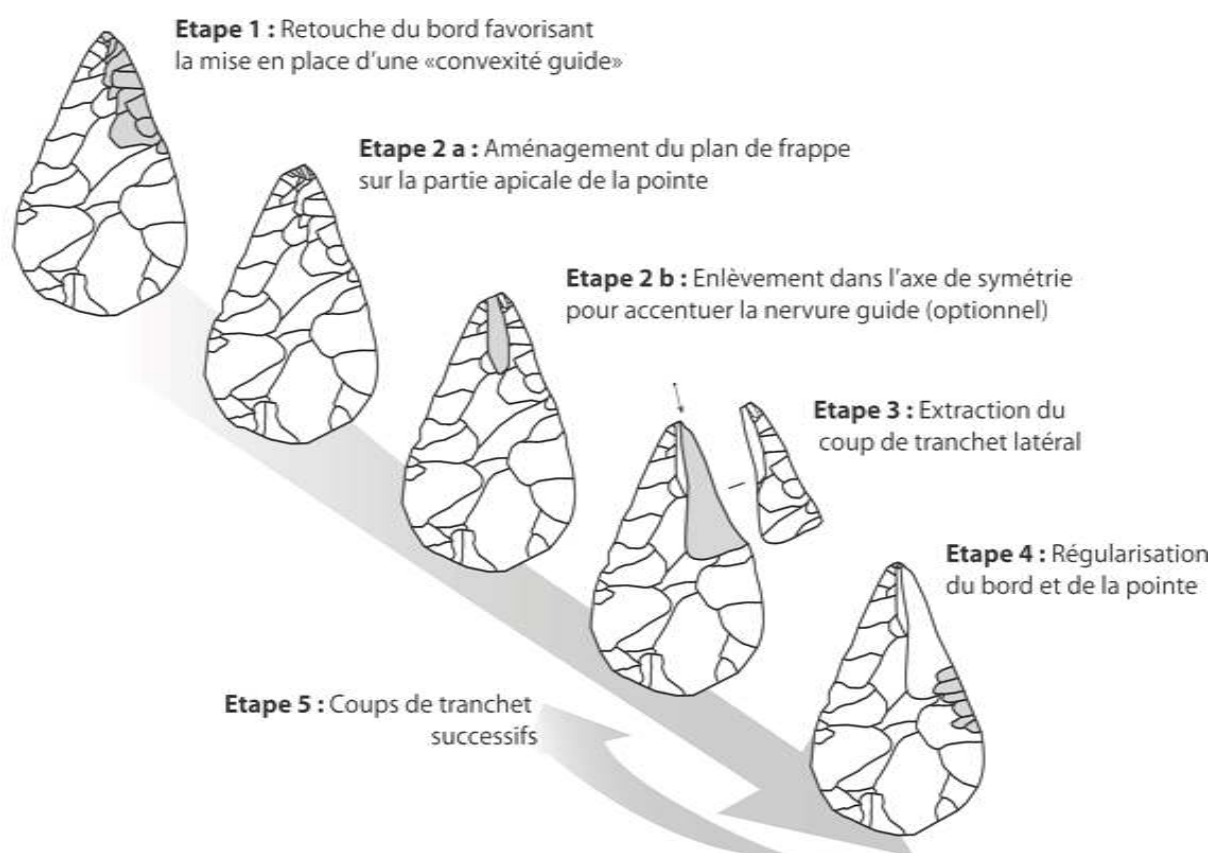 Etape 1 : Retouche du bord favorisant
la mise en place d'une «convexité guide»
Etape 2 a : Aménagement du plan de frappe
sur la partie apicale de la pointe
Etape 2 b : Enlèvement dans l'axe de symétrie
pour accentuer la nervure guide (optionnel)
Etape 3 : Extraction du
coup de tranchet latéral
Etape 4 : Régularisation
du bord et de la pointe
Etape 5 : Coups de tranchet
successifs